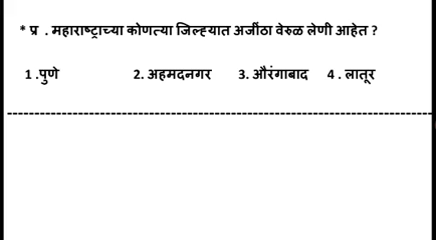 * प्र . महाराष्ट्राच्या कोणत्या जिल्ह्यात अजींठा वेरुळ लेणी आहेत ?
1 .पुणे 2. अहमदनगर 3. औरंगाबाद 4 . लातूर